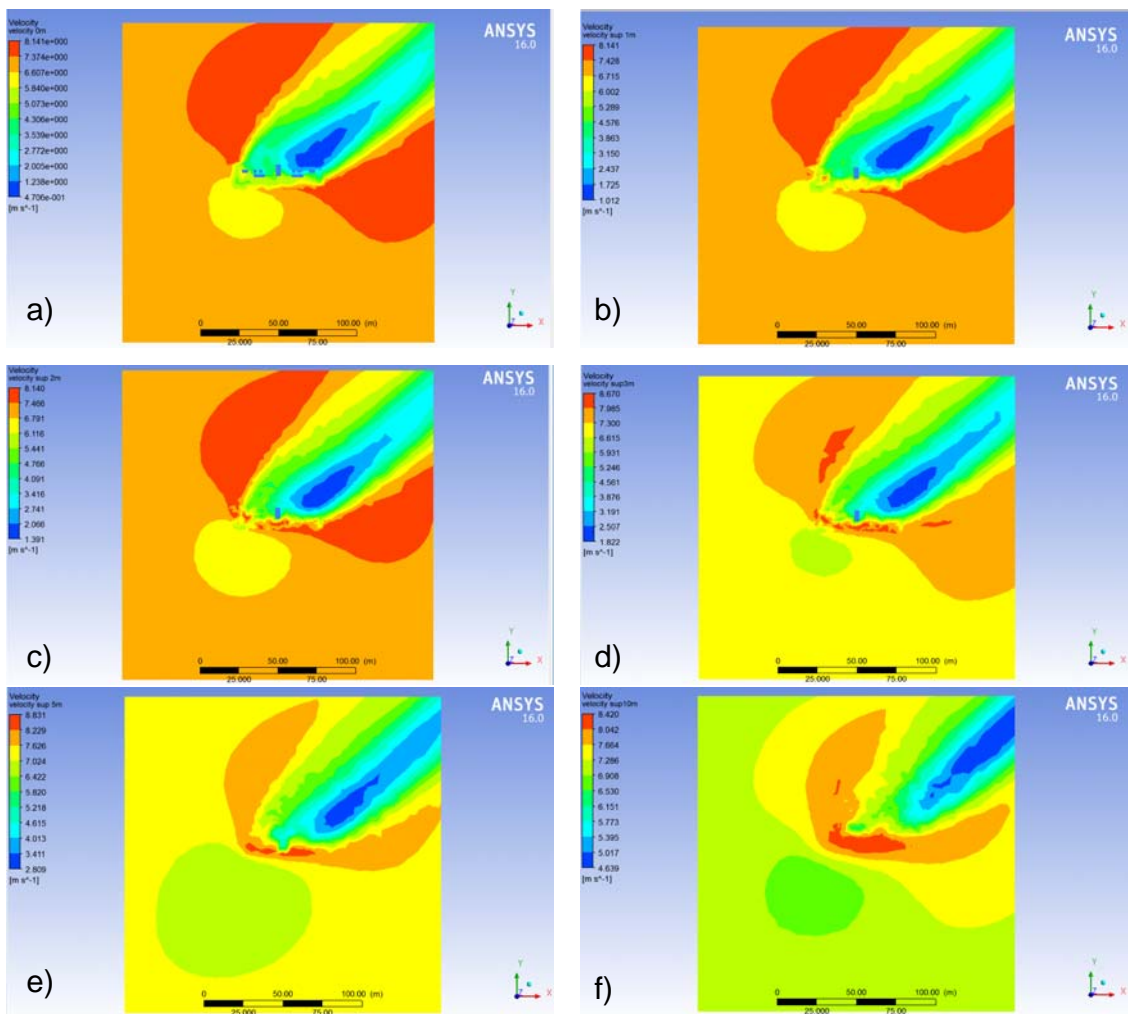 Velocity
velocity 0m
8.141e+000
7.374e+000
6.607e+000
5.840e+000
5.073e+000
4.306e+000
3.539e+000
2.772e+000
2.005e+000
1.238e+000
4.706e-001
[m s^-1]
ANSYS
16.0
a)
0 50.00 100.00 (m)
25.000 75.00
Y
X
Z
Velocity
velocity sup 1m
8.141
7.428
6.715
6.002
5.289
4.576
3.863
3.150
2.437
1.725
1.012
[m s^-1]
ANSYS
16.0
b)
0 50.00 100.00 (m)
25.000 75.00
Y
X
Z
Velocity
velocity sup 2m
8.140
7.466
6.791
6.116
5.441
4.766
4.091
3.416
2.741
2.066
1.391
[m s^-1]
ANSYS
16.0
c)
0 50.00 100.00 (m)
25.000 75.00
Y
X
Z
Velocity
velocity sup3m
8.670
7.985
7.300
6.615
5.931
5.246
4.561
3.876
3.191
2.507
1.822
[m s^-1]
ANSYS
16.0
d)
0 50.00 100.00 (m)
25.000 75.00
Y
X
Z
Velocity
velocity sup 5m
8.831
8.229
7.626
7.024
6.422
5.820
5.218
4.615
4.013
3.411
2.809
[m s^-1]
ANSYS
16.0
e)
0 50.00 100.00 (m)
25.000 75.00
Y
X
Z
Velocity
velocity sup10m
8.420
8.042
7.664
7.286
6.908
6.530
6.151
5.773
5.395
5.017
4.639
[m s^-1]
ANSYS
16.0
f)
0 50.00 100.00 (m)
25.000 75.00
Y
X
Z